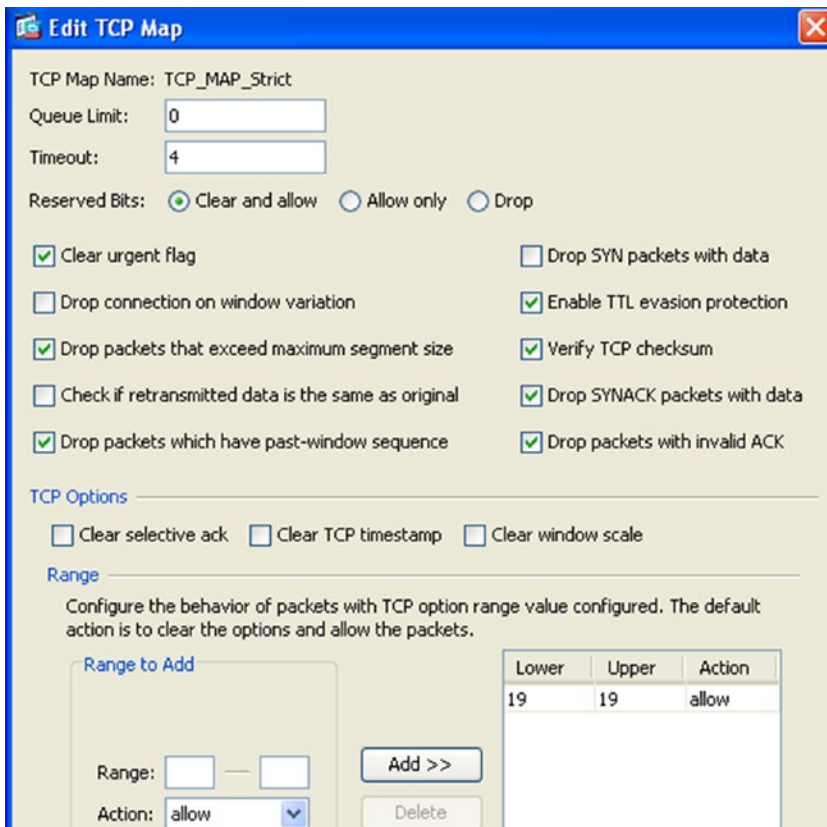 Edit TCP Map
TCP Map Name: TCP_MAP_Strict
Queue Limit: 0
Timeout: 4
Reserved Bits: Clear and allow Allow only Drop
Clear urgent flag Drop SYN packets with data
Drop connection on window variation Enable TTL evasion protection
Drop packets that exceed maximum segment size Verify TCP checksum
Check if retransmitted data is the same as original Drop SYNACK packets with data
Drop packets which have past-window sequence Drop packets with invalid ACK
TCP Options
Clear selective ack Clear TCP timestamp Clear window scale
Range
Configure the behavior of packets with TCP option range value configured. The default
action is to clear the options and allow the packets.
Range to Add
Lower Upper Action
19 19 allow
Range: —
Add >>
Action: allow
Delete